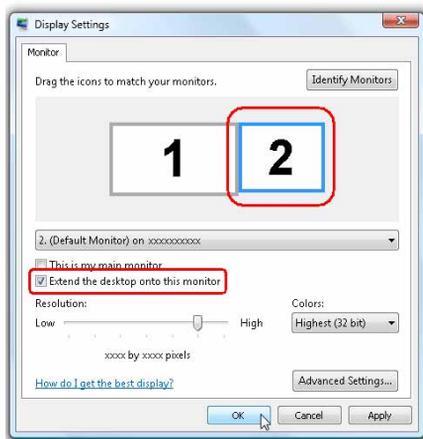 Display Settings
Monitor
Drag the icons to match your monitors.
Identify Monitors
1
2
2. (Default Monitor) on xxxxxxxxxx
This is my main monitor
Extend the desktop onto this monitor
Resolution:
Colors:
Low
High
Highest (32 bit)
xxxx by xxxx pixels
How do I get the best display?
Advanced Settings...
OK
Cancel
Apply